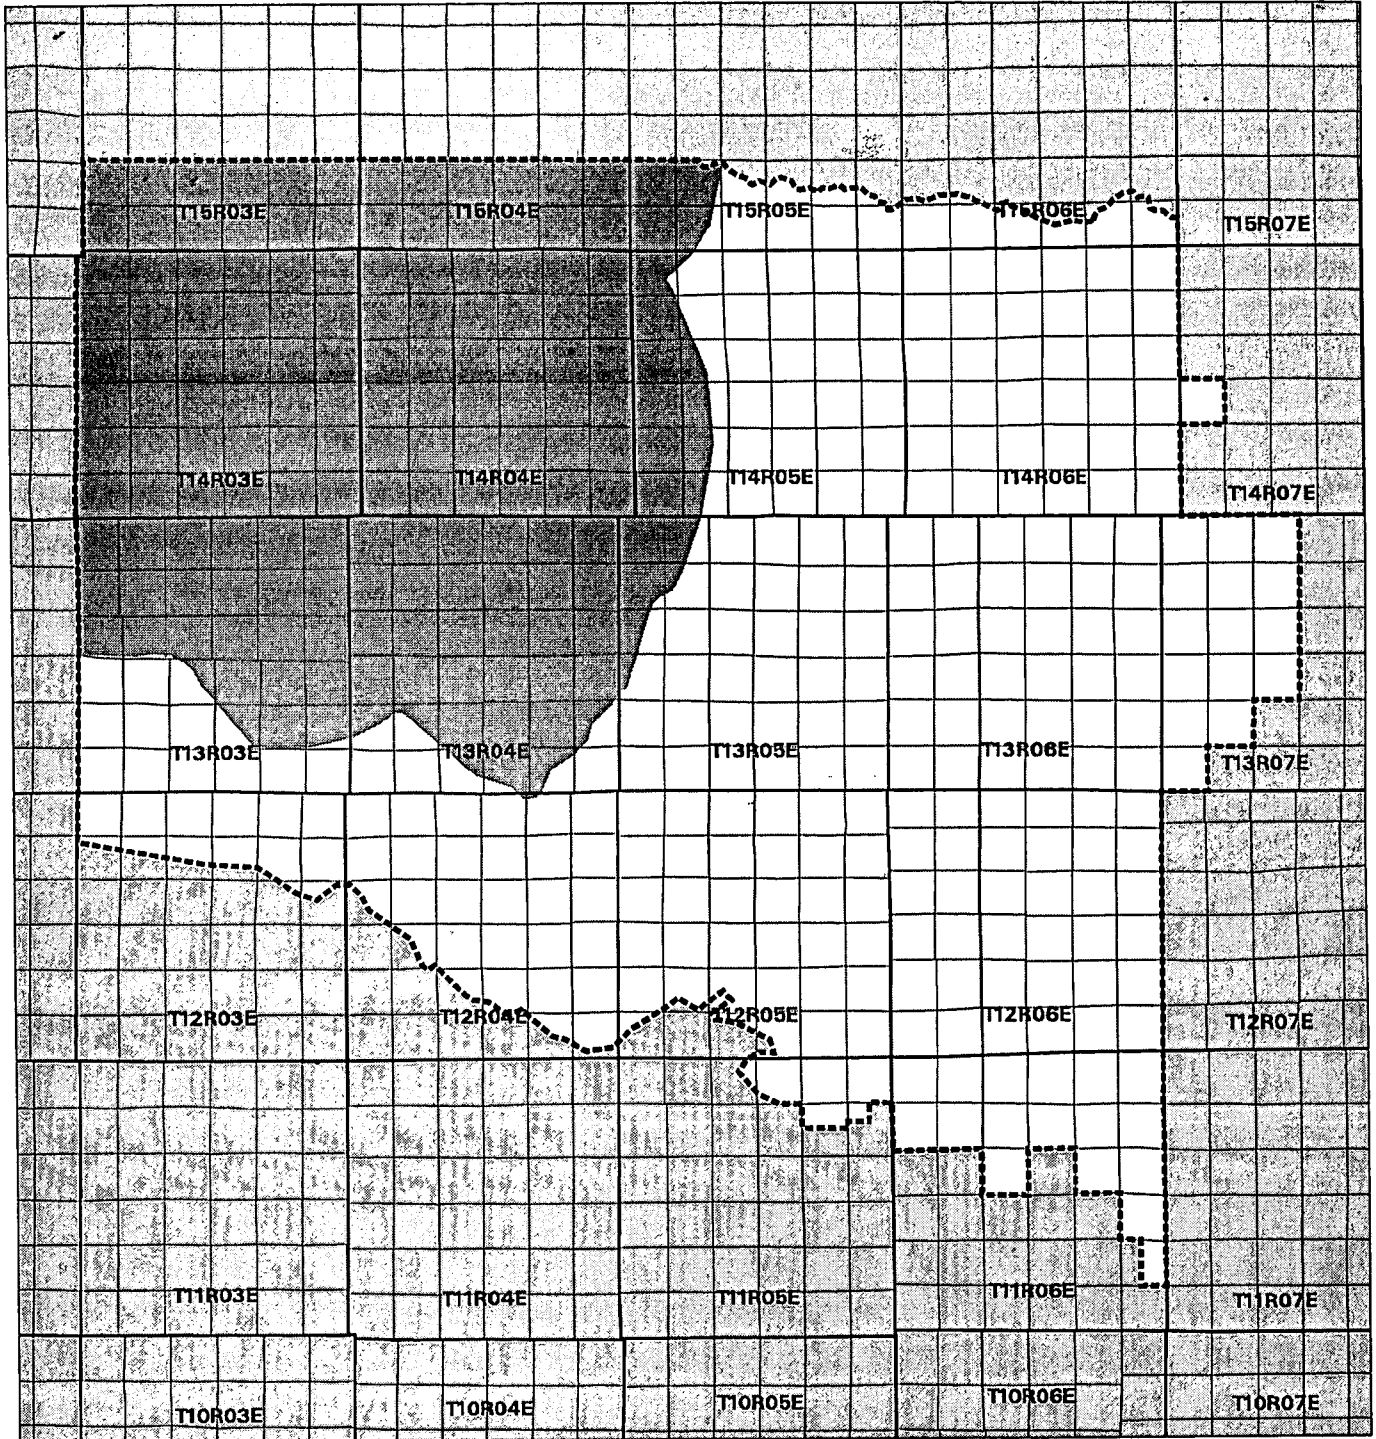 T15R03E T15R04E T15R05E T15R06E T15R07E
T14R03E T14R04E T14R05E T14R06E T14R07E
T13R03E T13R04E T13R05E T13R06E T13R07E
T12R03E T12R04E T12R05E T12R06E T12R07E
T11R03E T11R04E T11R05E T11R06E T11R07E
T10R03E T10R04E T10R05E T10R06E T10R07E